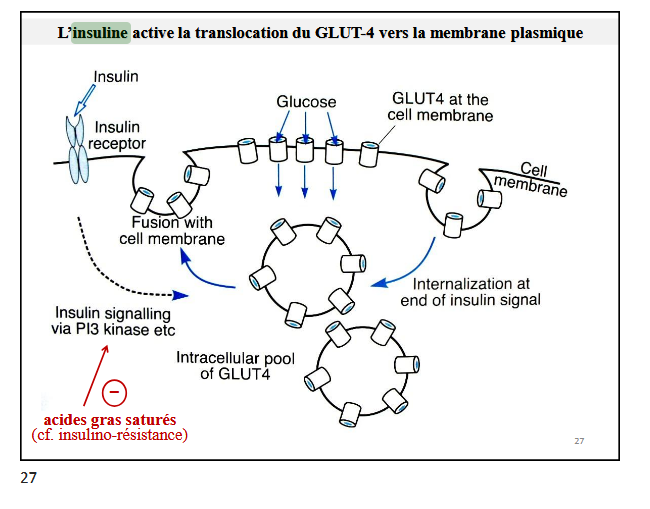 L'insuline active la translocation du GLUT-4 vers la membrane plasmique
Insulin
Insulin
receptor
Glucose
GLUT4 at the
cell membrane
Cell
membrane
Fusion with
cell membrane
Internalization at
end of insulin signal
Insulin signalling
via PI3 kinase etc
Intracellular pool
of GLUT4
−
acides gras saturés
(cf. insulino-résistance)
27
27